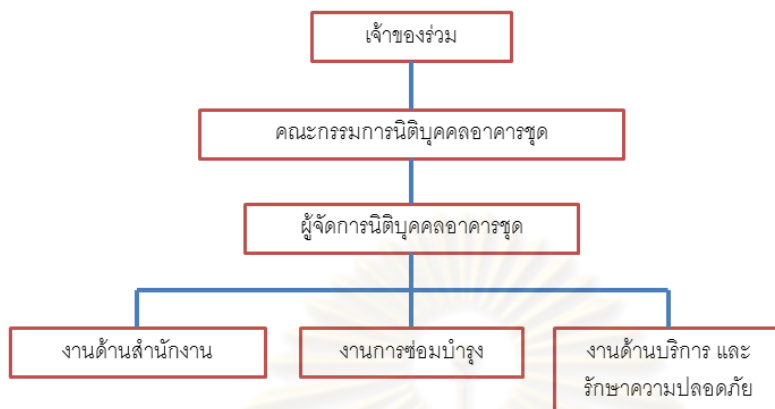 เจ้าของร่วม
คณะกรรมการนิติบุคคลอาคารชุด
ผู้จัดการนิติบุคคลอาคารชุด
งานด้านสำนักงาน
งานการซ่อมบำรุง
งานด้านบริการ และ
รักษาความปลอดภัย